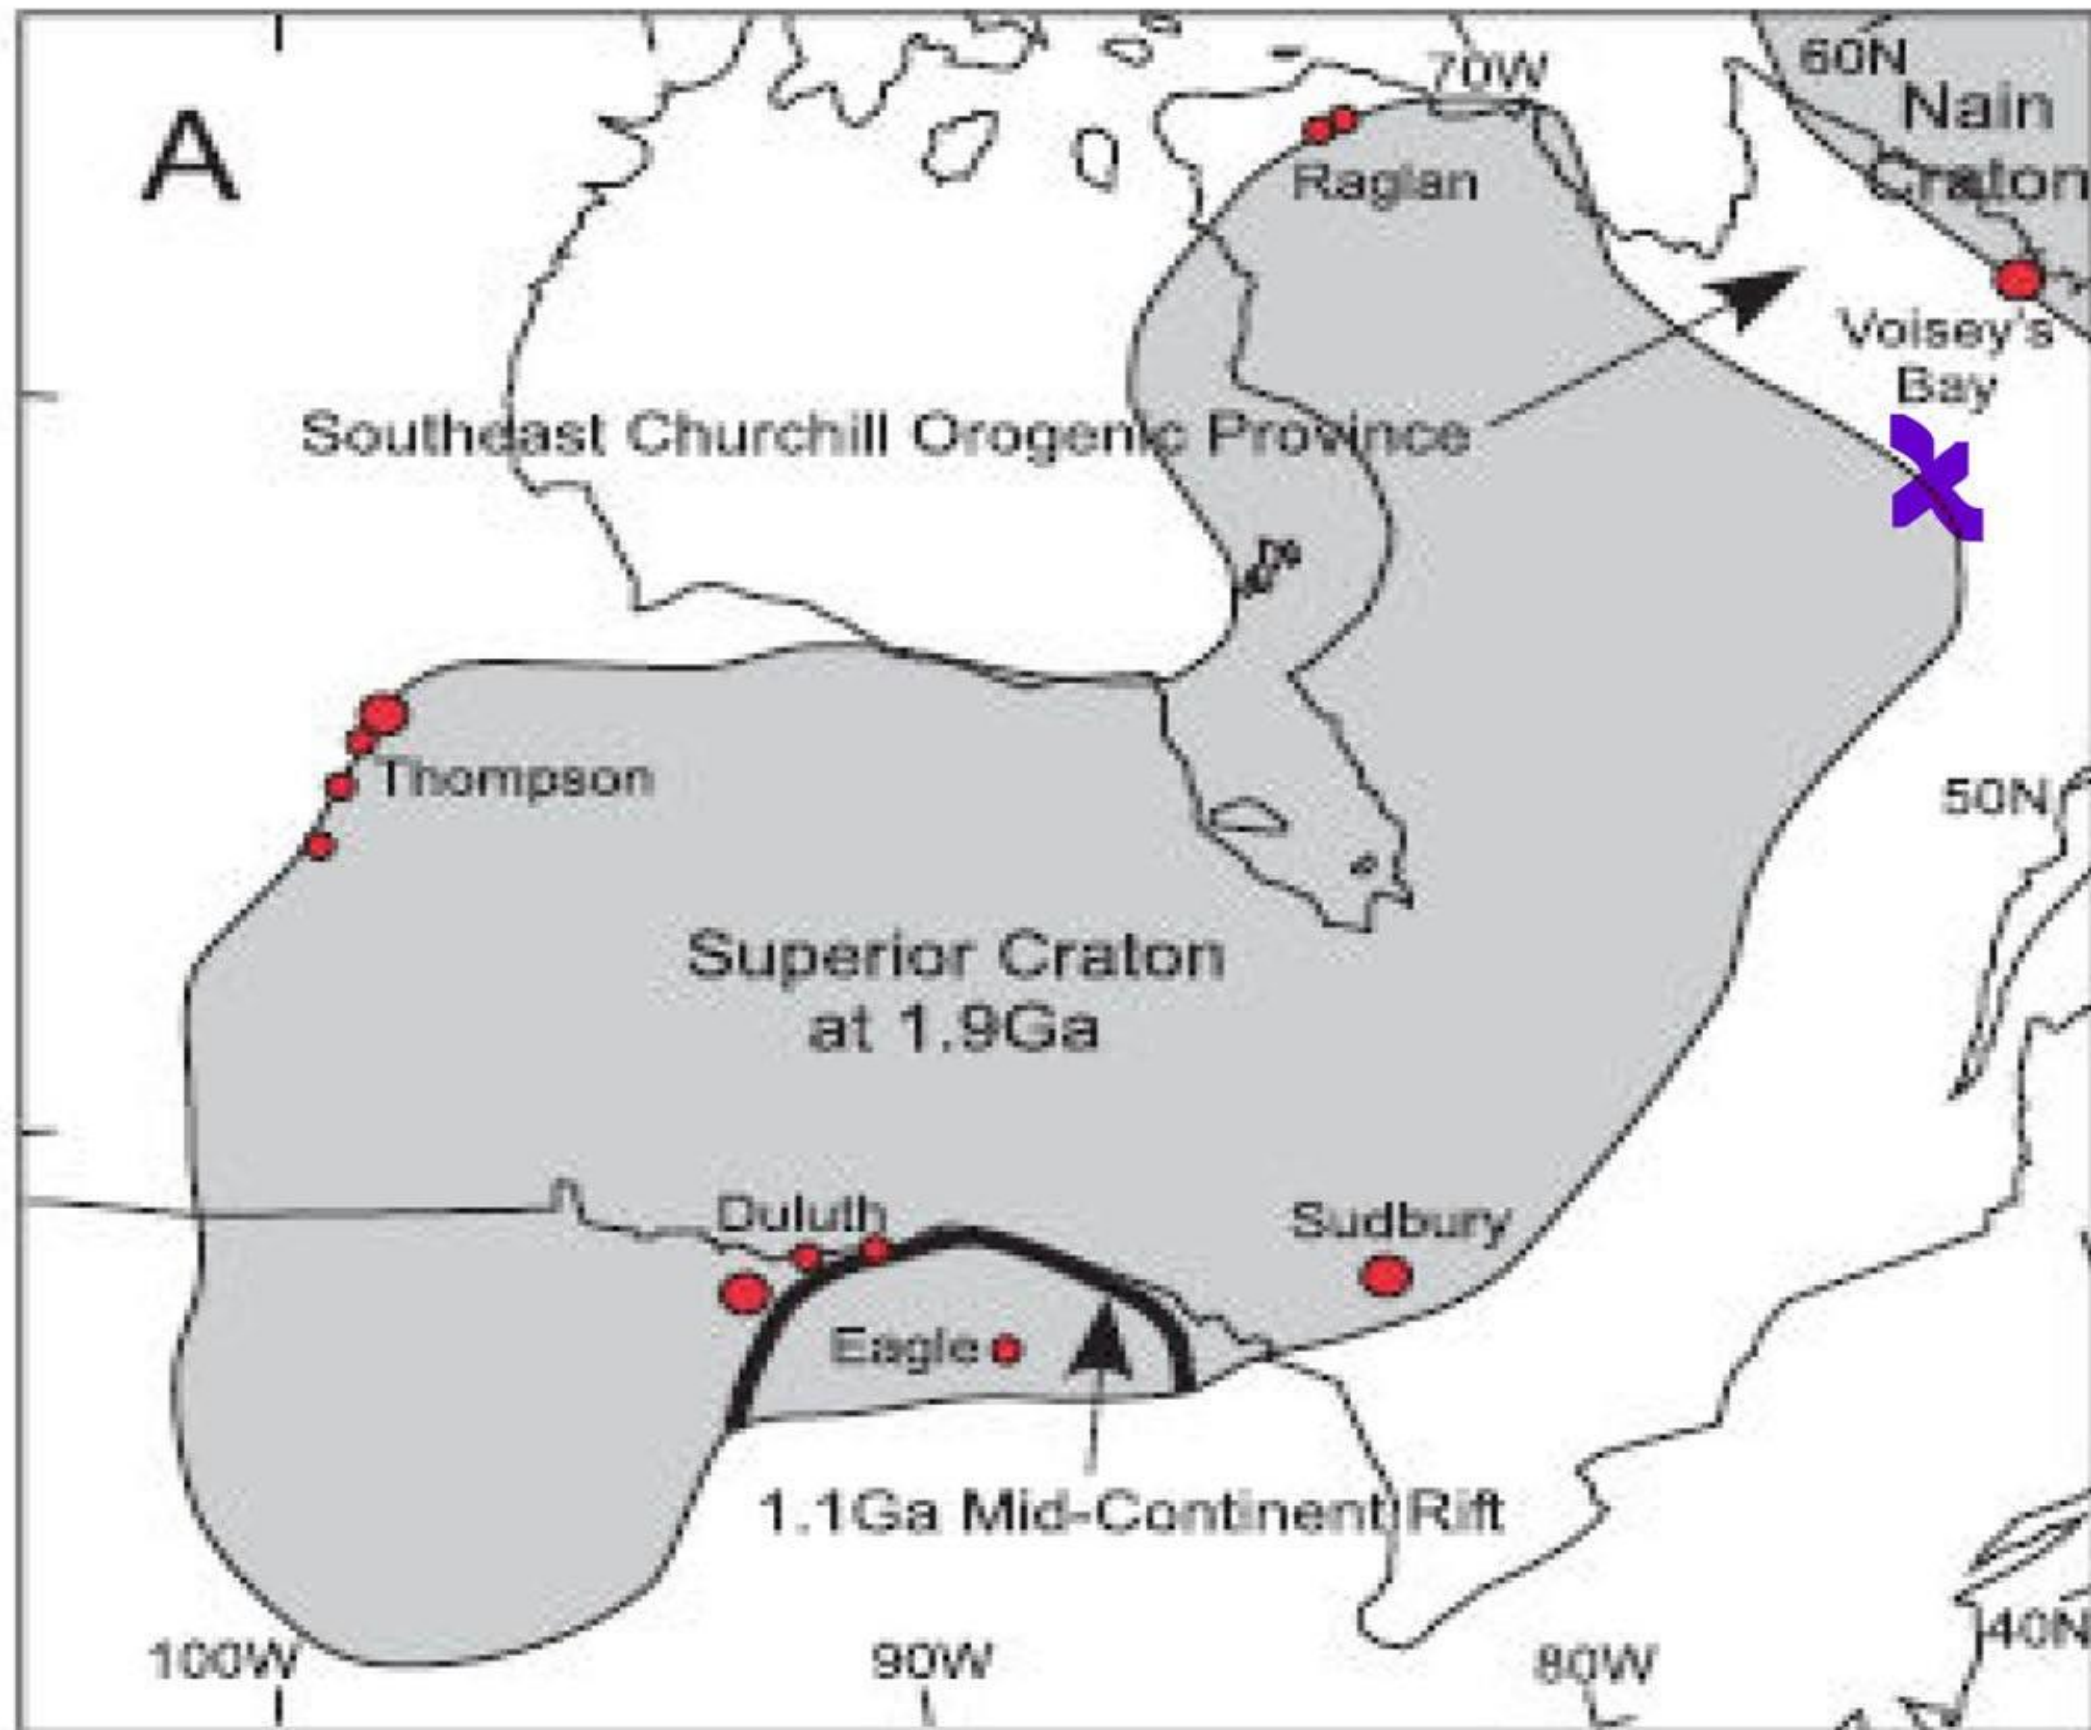 A
70W
60N
Nain
Craton
Raglan
Voisey's
Bay
Southeast Churchill Orogenic Province
Thompson
50N
Superior Craton
at 1.9Ga
Duluth
Sudbury
Eagle
1.1Ga Mid-Continent Rift
100W
90W
80W
40N